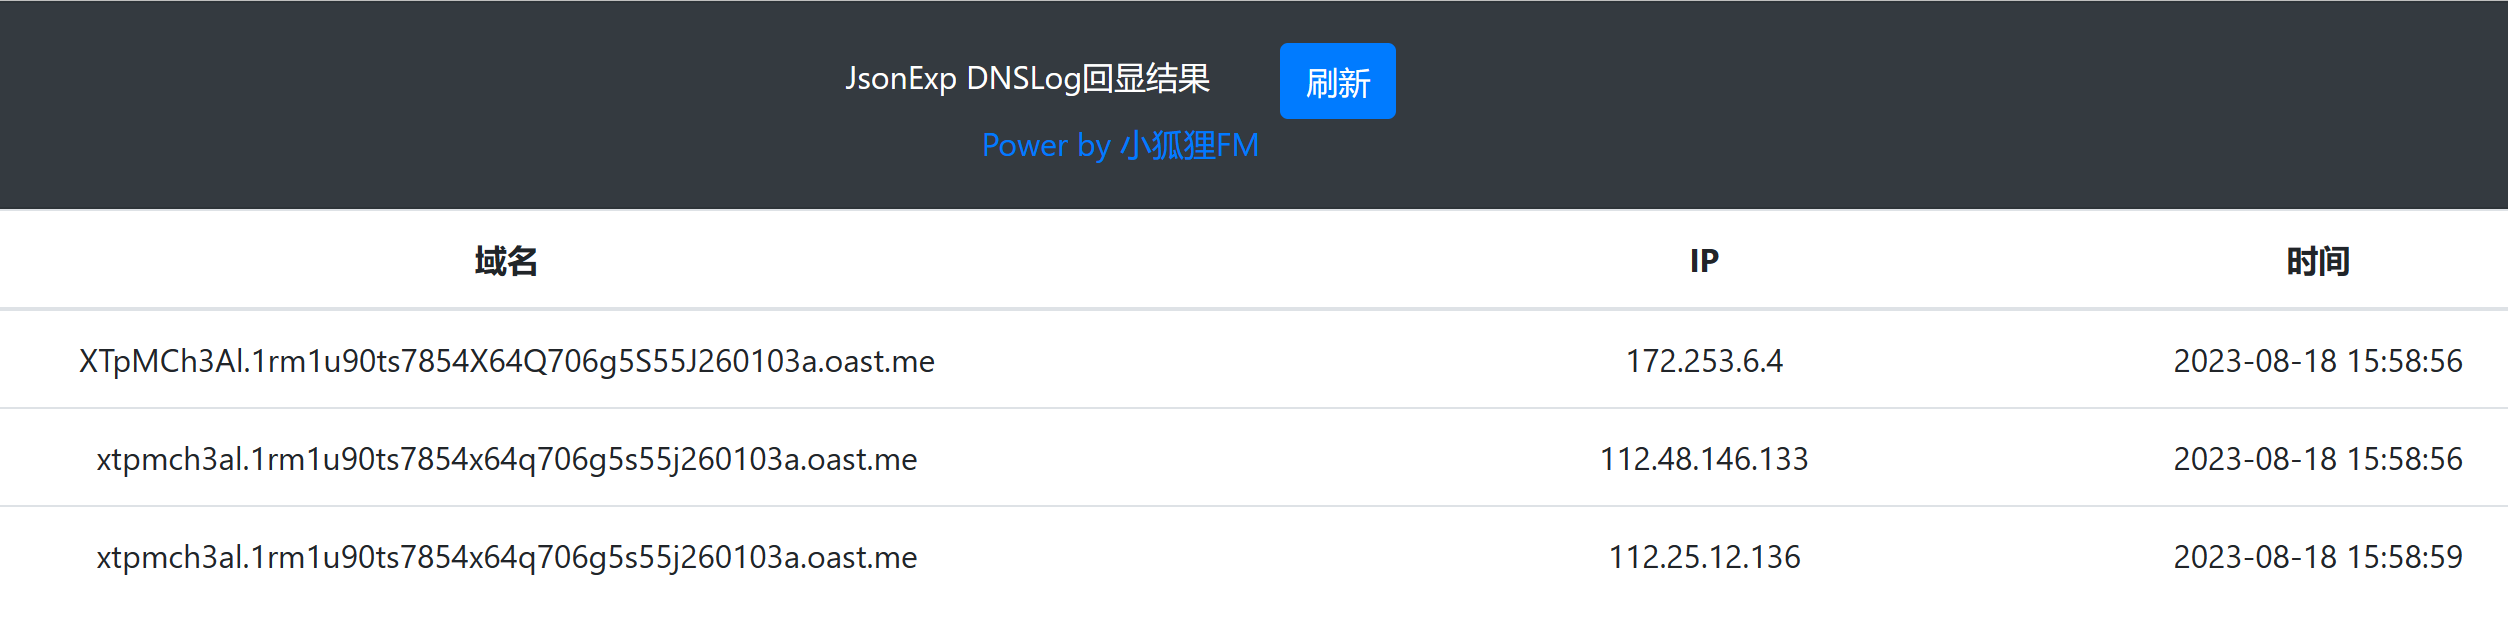 JsonExp DNSLog回显结果 刷新
Power by 小狐狸FM
域名 IP 时间
XTpMCh3Al.1rm1u90ts7854X64Q706g5S55J260103a.oast.me 172.253.6.4 2023-08-18 15:58:56
xtpmch3al.1rm1u90ts7854x64q706g5s55j260103a.oast.me 112.48.146.133 2023-08-18 15:58:56
xtpmch3al.1rm1u90ts7854x64q706g5s55j260103a.oast.me 112.25.12.136 2023-08-18 15:58:59